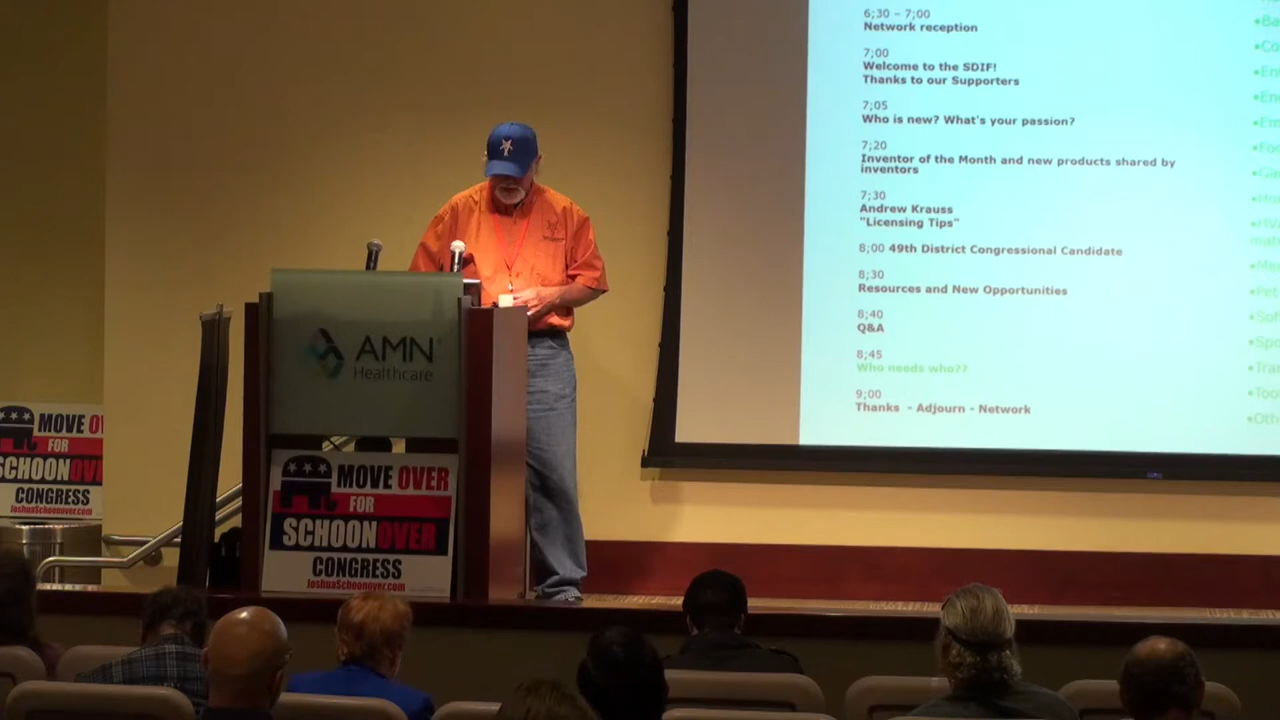 6;30 – 7;00
Network reception
7;00
Welcome to the SDIF!
Thanks to our Supporters
7;05
Who is new? What's your passion?
7;20
Inventor of the Month and new products shared by
inventors
7;30
Andrew Krauss
"Licensing Tips"
8;00 49th District Congressional Candidate
8;30
Resources and New Opportunities
8;40
Q&A
8;45
Who needs who??
9;00
Thanks - Adjourn - Network
AMN
Healthcare
MOVE OVER
FOR
SCHOONOVER
CONGRESS
JoshuaSchoonover.com
MOVE OV
FOR
SCHOONOVE
CONGRESS
JoshuaSchoonover.com